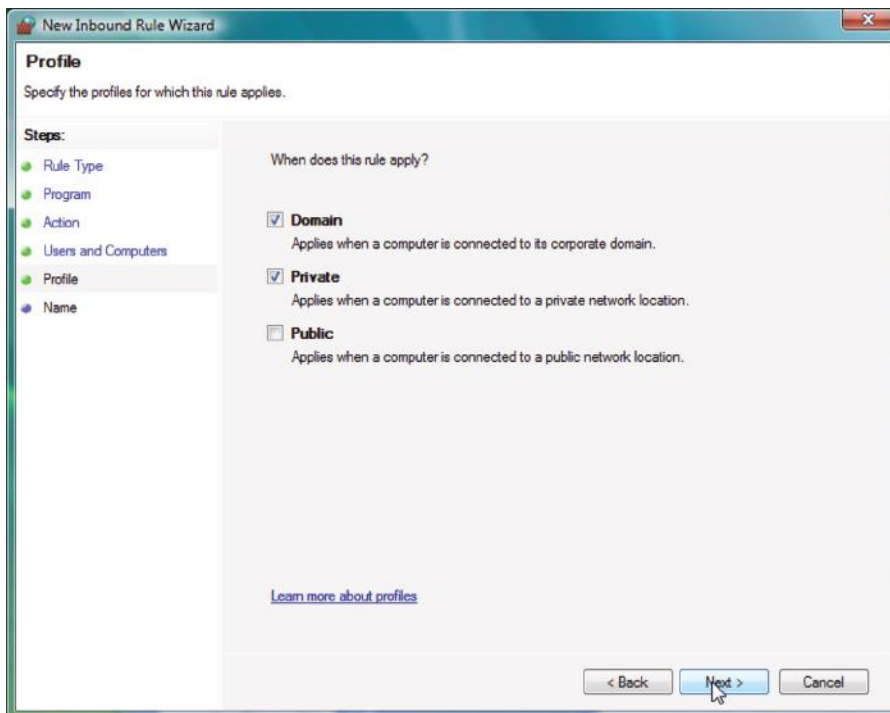 New Inbound Rule Wizard
Profile
Specify the profiles for which this rule applies.
Steps:
Rule Type
Program
Action
Users and Computers
Profile
Name
When does this rule apply?
Domain
Applies when a computer is connected to its corporate domain.
Private
Applies when a computer is connected to a private network location.
Public
Applies when a computer is connected to a public network location.
Learn more about profiles
< Back
Next >
Cancel